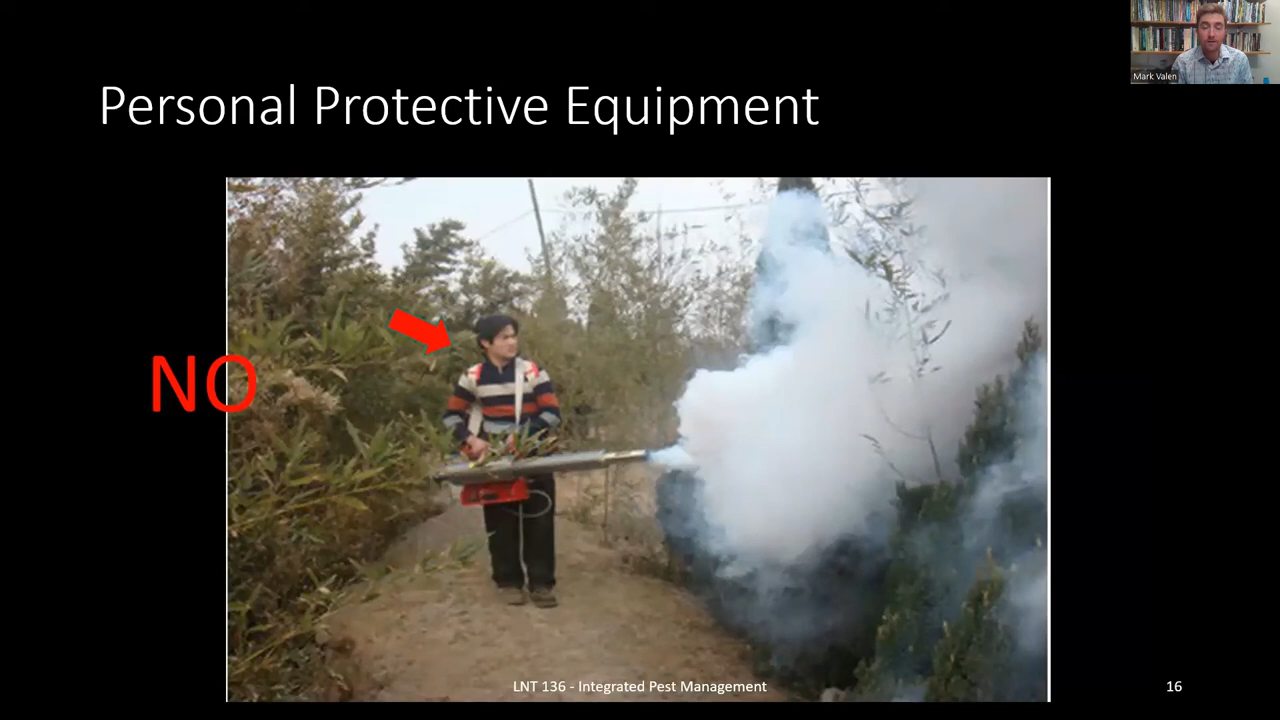 Mark Valen
Personal Protective Equipment
NO
LNT 136 - Integrated Pest Management
16